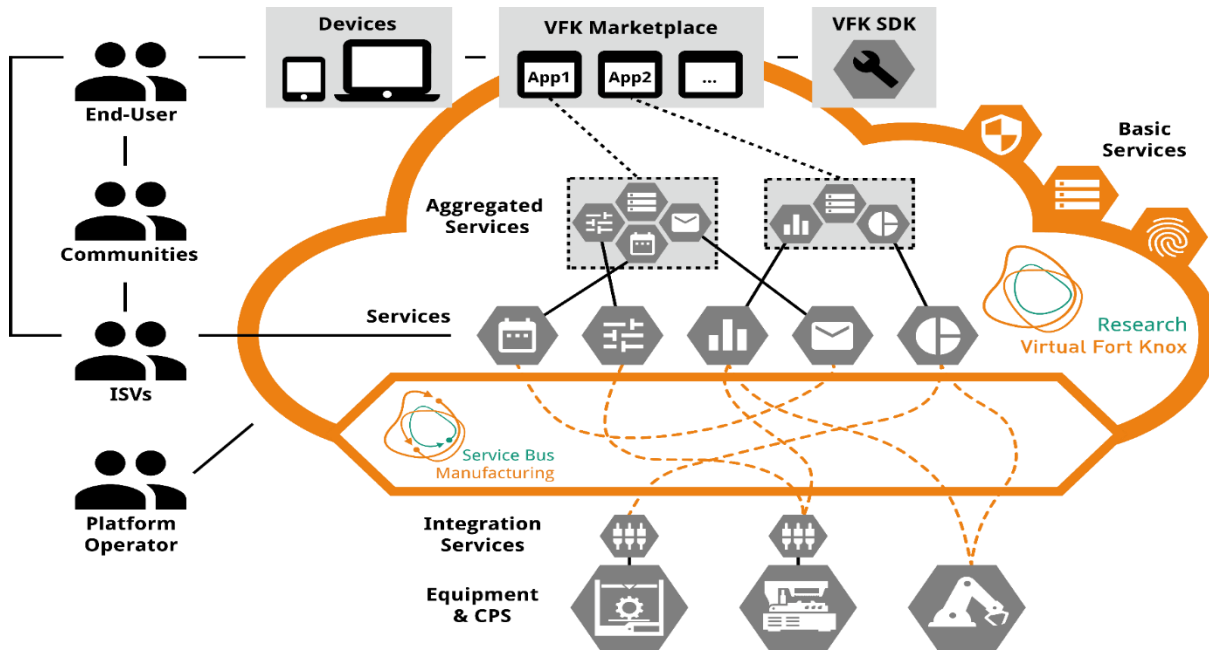 Devices
VFK Marketplace
VFK SDK
App1
App2
...
End-User
Basic
Services
Aggregated
Services
Communities
Services
Research
Virtual Fort Knox
ISVs
Service Bus
Manufacturing
Platform
Operator
Integration
Services
Equipment
& CPS